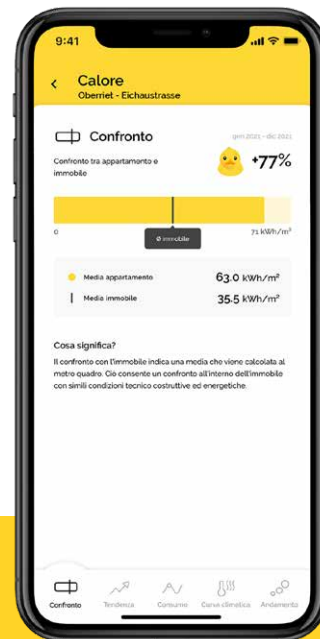 9:41
Calore
Oberriet - Eichaustrasse
Confronto
gen 2021 - dic 2021
Confronto tra appartamento e
immobile
+77%
0
71 kWh/m²
Ø immobile
Media appartamento
63.0 kWh/m²
Media immobile
35.5 kWh/m²
Cosa significa?
Il confronto con l'immobile indica una media che viene calcolata al
metro quadro. Ciò consente un confronto all'interno dell'immobile
con simili condizioni tecnico costruttive ed energetiche.
Confronto
Tendenza
Consumo
Curva climatica
Andamento